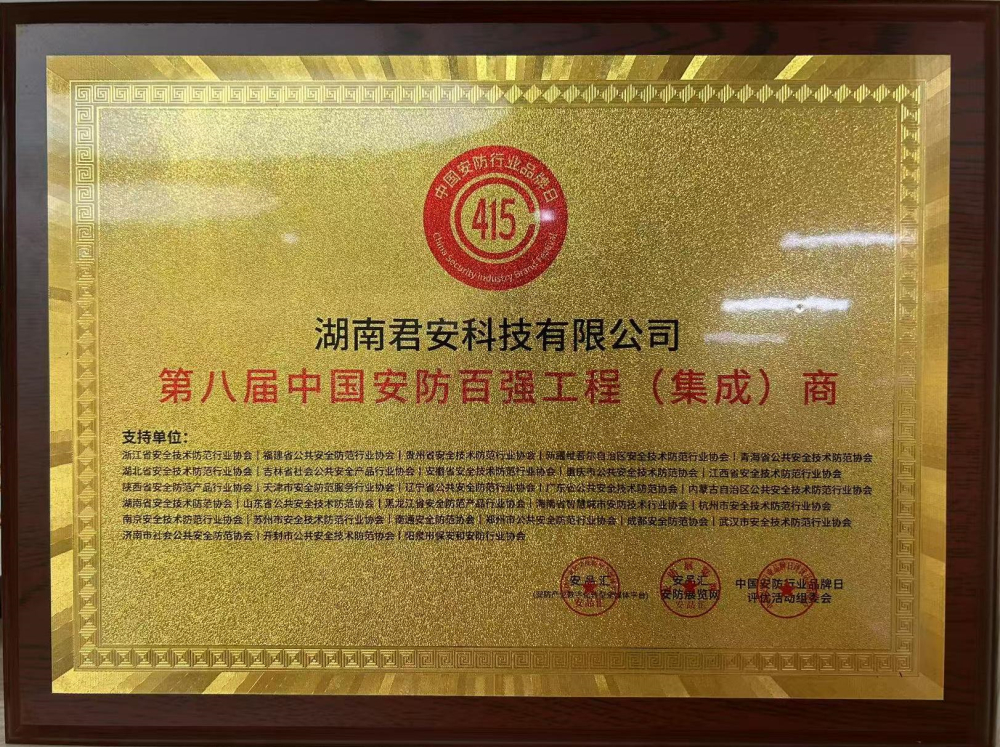 中国安防行业品牌日
415
China Security Industry Brand Festival
湖南君安科技有限公司
第八届中国安防百强工程（集成）商
支持单位：
浙江省安全技术防范行业协会 | 福建省公共安全防范行业协会 | 贵州省安全技术防范行业协会 | 新疆维吾尔自治区安全技术防范行业协会 | 青海省公共安全技术防范协会
湖北省安全技术防范行业协会 | 吉林省社会公共安全产品行业协会 | 安徽省安全技术防范行业协会 | 重庆市公共安全技术防范协会 | 江西省安全技术防范行业协会
陕西省安全防范产品行业协会 | 天津市安全防范服务行业协会 | 辽宁省公共安全防范行业协会 | 广东省公共安全技术防范协会 | 内蒙古自治区公共安全技术防范行业协会
湖南省安全技术防范协会 | 山东省公共安全技术防范协会 | 黑龙江省安全防范产品行业协会 | 海南省智慧城市安防技术行业协会 | 杭州市安全技术防范行业协会
南京安全技术防范行业协会 | 苏州市安全技术防范行业协会 | 南通安全防范协会 | 郑州市公共安全防范行业协会 | 成都安全防范协会 | 武汉市安全技术防范行业协会
济南市社会公共安全防范协会 | 开封市公共安全技术防范协会 | 阳泉市保安和安防行业协会
安品汇
安品汇
安防展览网
安品汇
中国安防行业品牌日
评优活动组委会